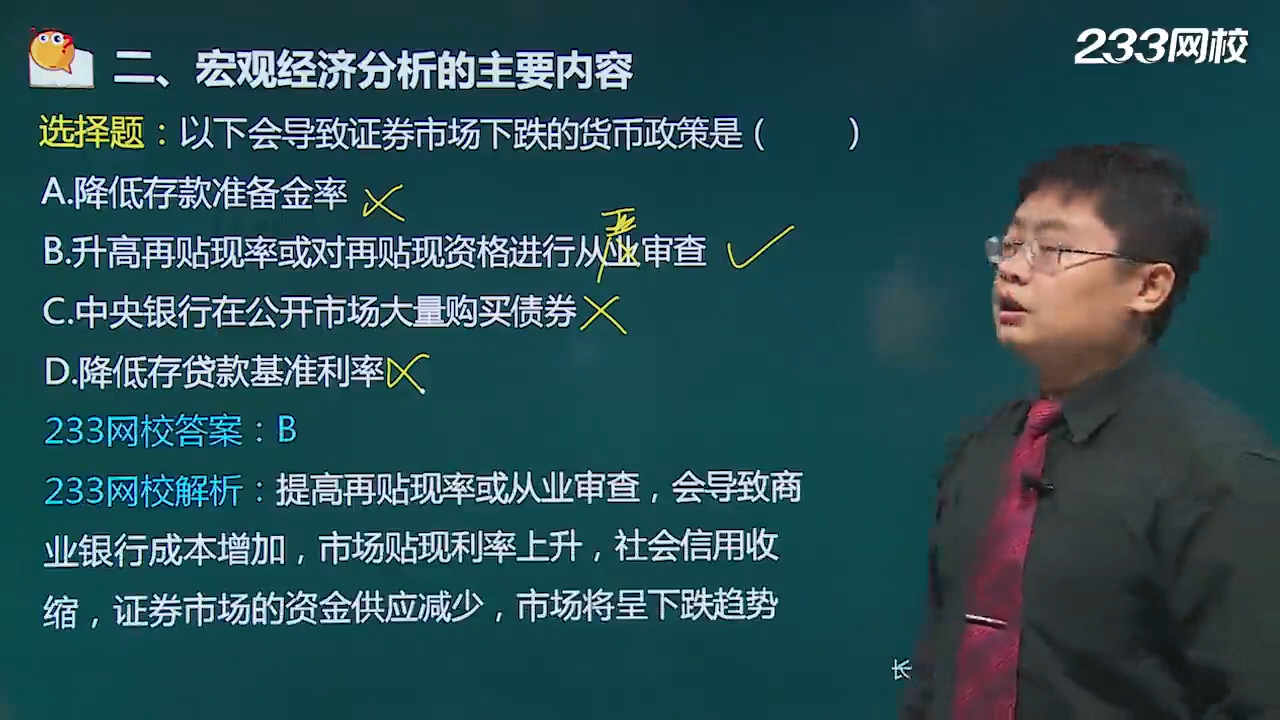 233网校
二、宏观经济分析的主要内容
选择题：以下会导致证券市场下跌的货币政策是（　　）
A.降低存款准备金率
严
B.升高再贴现率或对再贴现资格进行从业审查
C.中央银行在公开市场大量购买债券
D.降低存贷款基准利率
233网校答案：B
233网校解析：提高再贴现率或从业审查，会导致商
业银行成本增加，市场贴现利率上升，社会信用收
缩，证券市场的资金供应减少，市场将呈下跌趋势
长